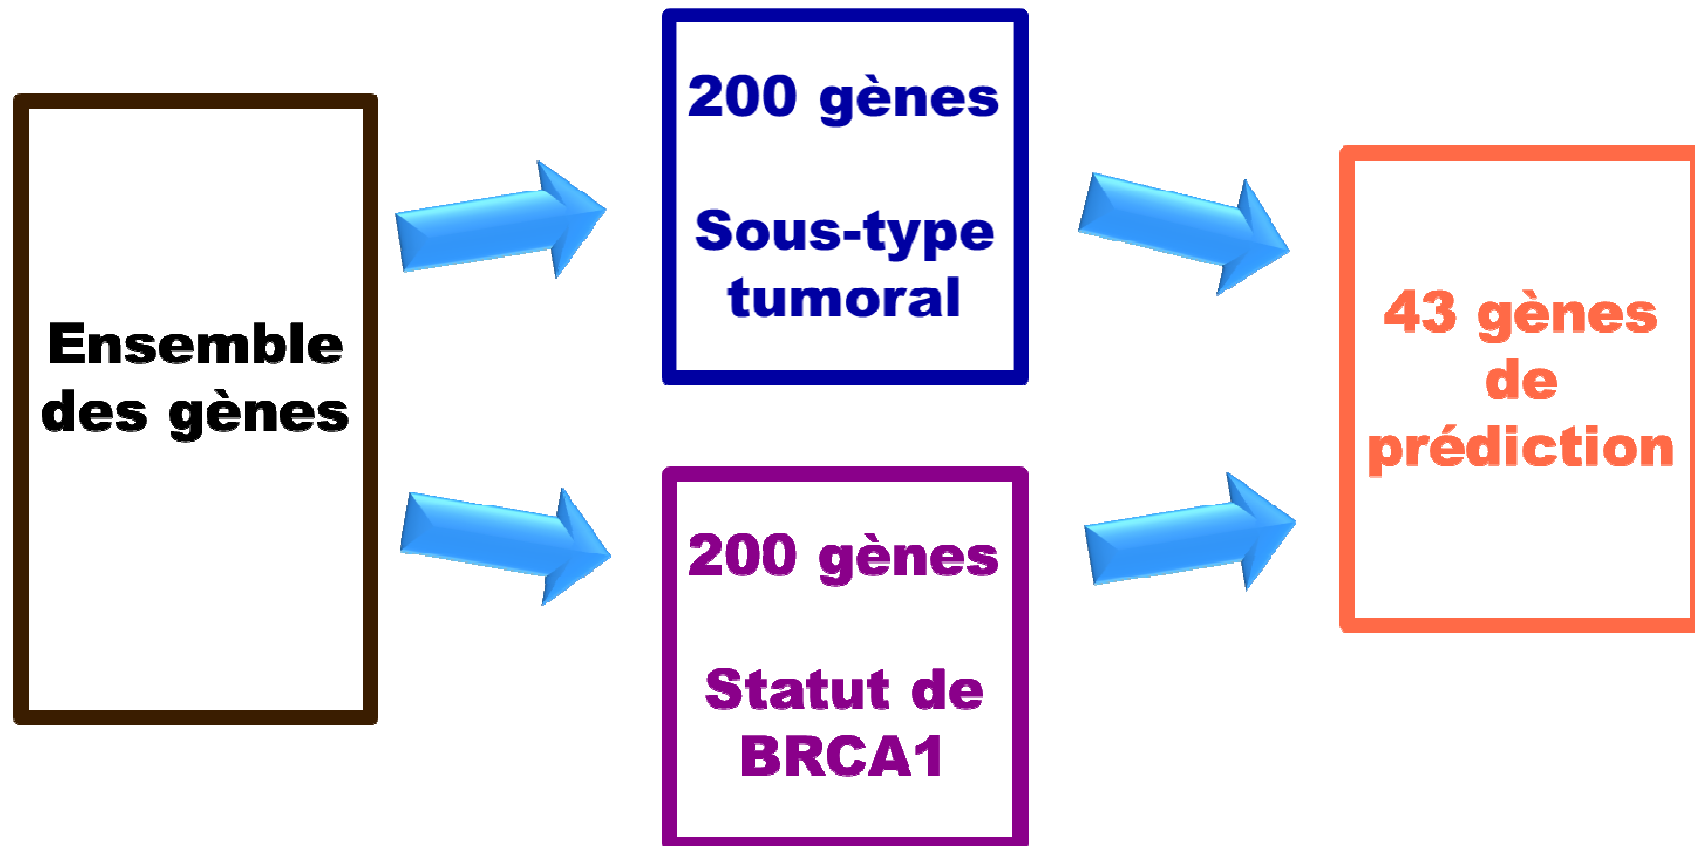 Ensemble
des gènes
200 gènes
Sous-type
tumoral
200 gènes
Statut de
BRCA1
43 gènes
de
prédiction